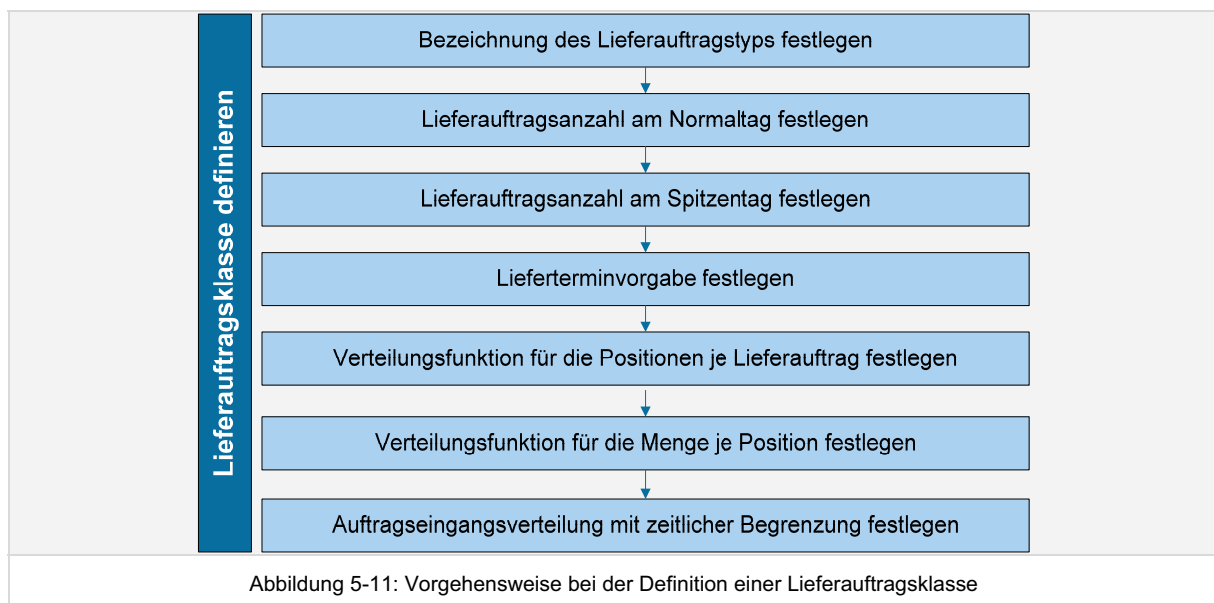 Lieferauftragsklasse definieren
Bezeichnung des Lieferauftragstyps festlegen
Lieferauftragsanzahl am Normaltag festlegen
Lieferauftragsanzahl am Spitzentag festlegen
Lieferterminvorgabe festlegen
Verteilungsfunktion für die Positionen je Lieferauftrag festlegen
Verteilungsfunktion für die Menge je Position festlegen
Auftragseingangsverteilung mit zeitlicher Begrenzung festlegen
Abbildung 5-11: Vorgehensweise bei der Definition einer Lieferauftragsklasse